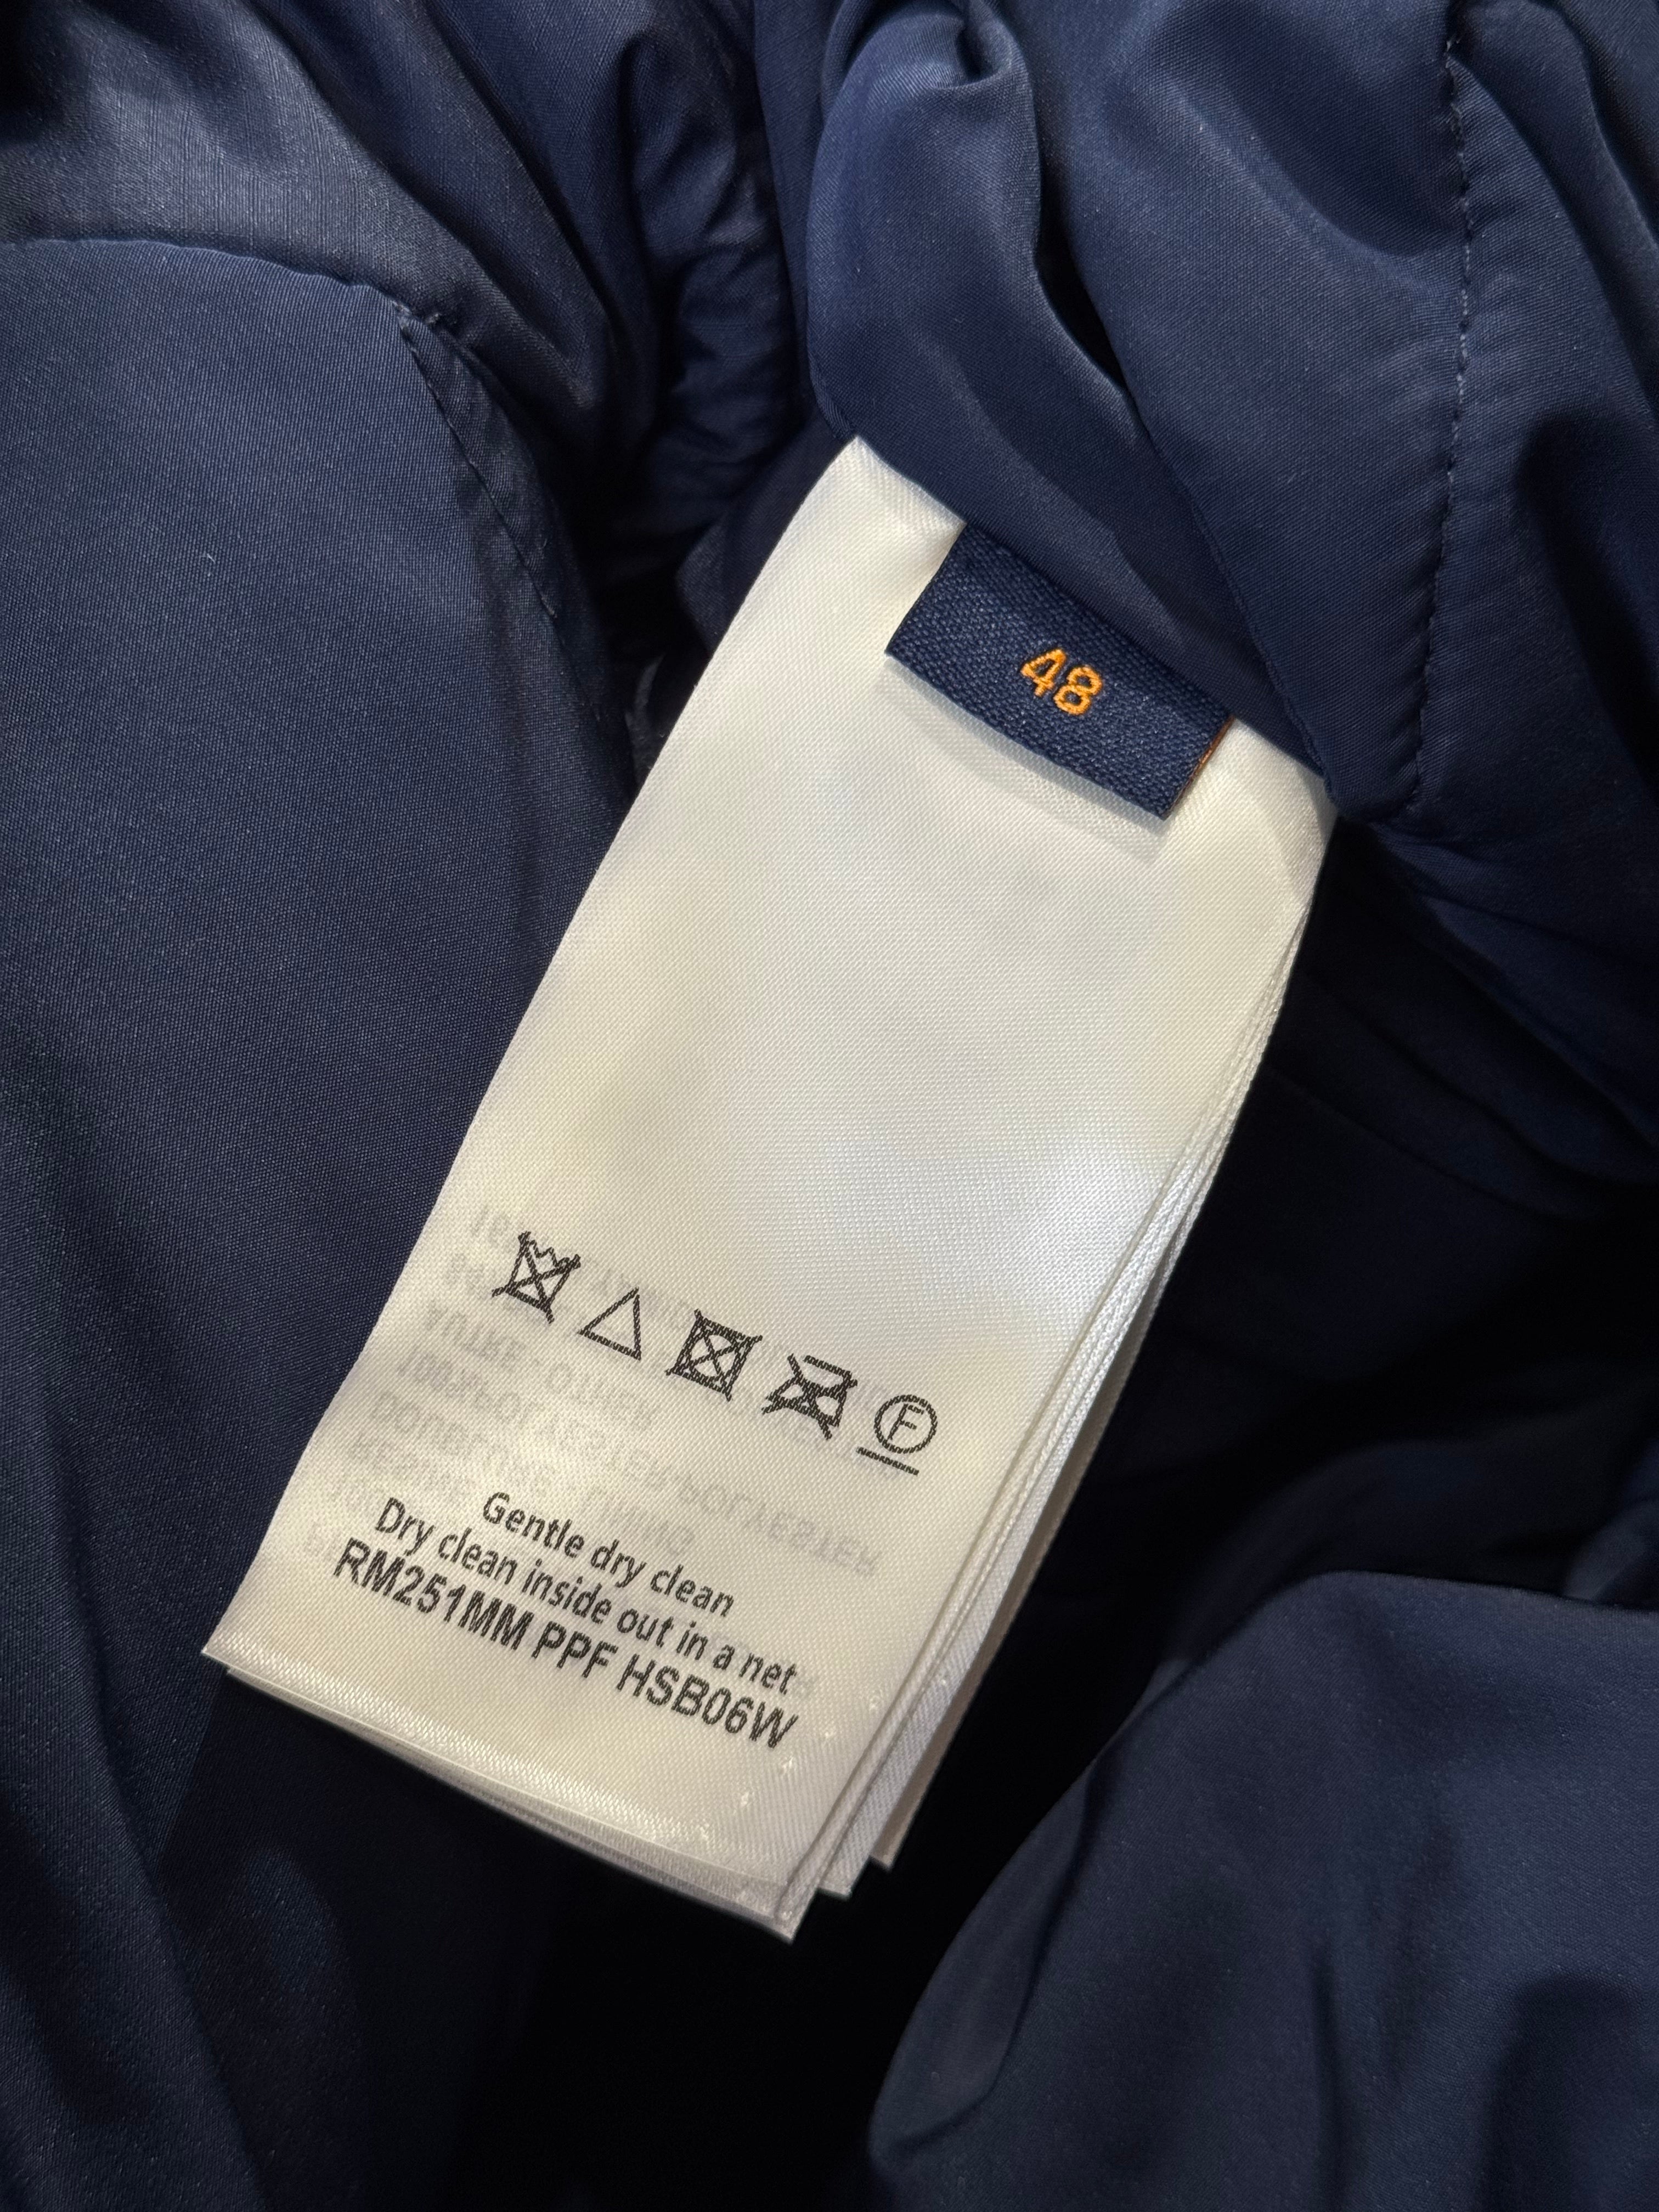 48
F
Gentle dry clean
Dry clean inside out in a net
RM251MM PPF HSB06W